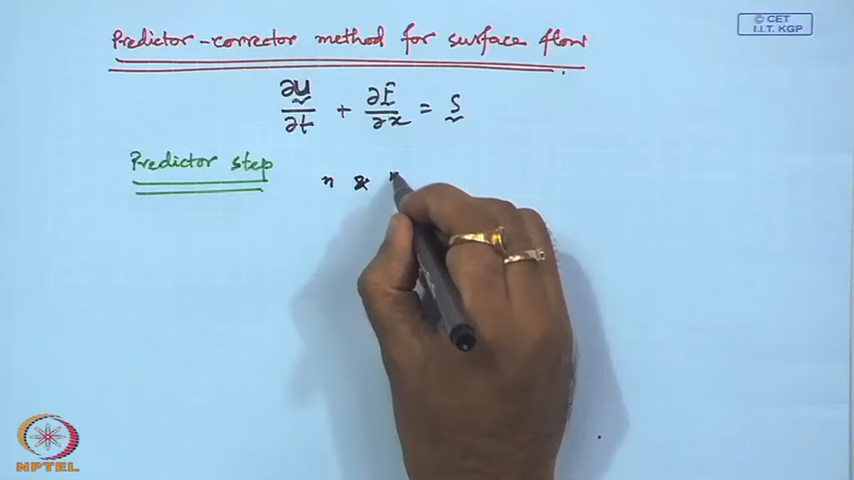 © CET
I.I.T. KGP
Predictor-corrector method for surface flow
∂U/∂t + ∂E/∂x = S
Predictor step
n &
NPTEL